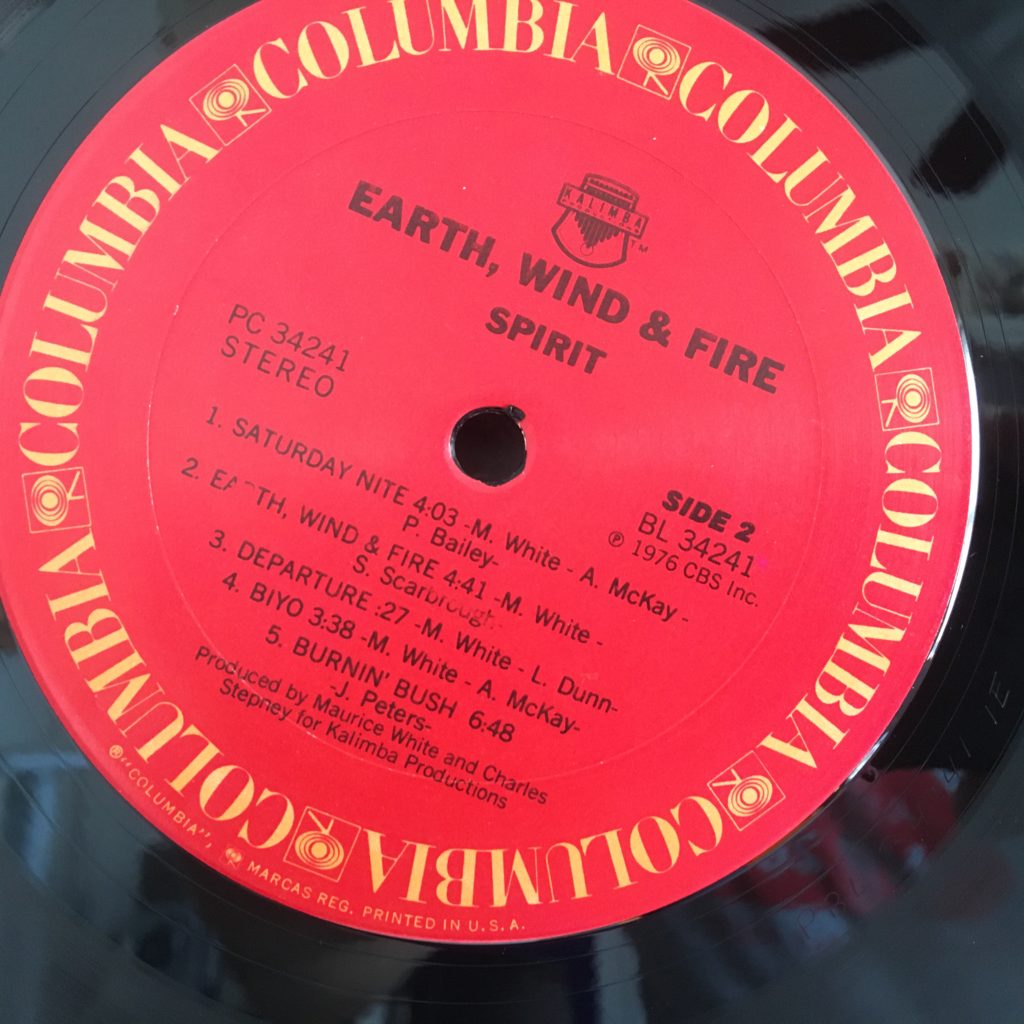 COLUMBIA COLUMBIA COLUMBIA COLUMBIA COLUMBIA COLUMBIA COLUMBIA COLUMBIA
KALIMBA
TM
EARTH, WIND & FIRE
SPIRIT
PC 34241
STEREO
SIDE 2
BL 34241
℗ 1976 CBS Inc.
1. SATURDAY NITE 4:03 -M. White - A. McKay -
P. Bailey-
2. EARTH, WIND & FIRE 4:41 -M. White -
S. Scarbrough-
3. DEPARTURE :27 -M. White - L. Dunn-
4. BIYO 3:38 -M. White - A. McKay-
5. BURNIN' BUSH 6:48
-J. Peters-
Produced by Maurice White and Charles
Stepney for Kalimba Productions
® "COLUMBIA", MARCAS REG. PRINTED IN U.S.A.